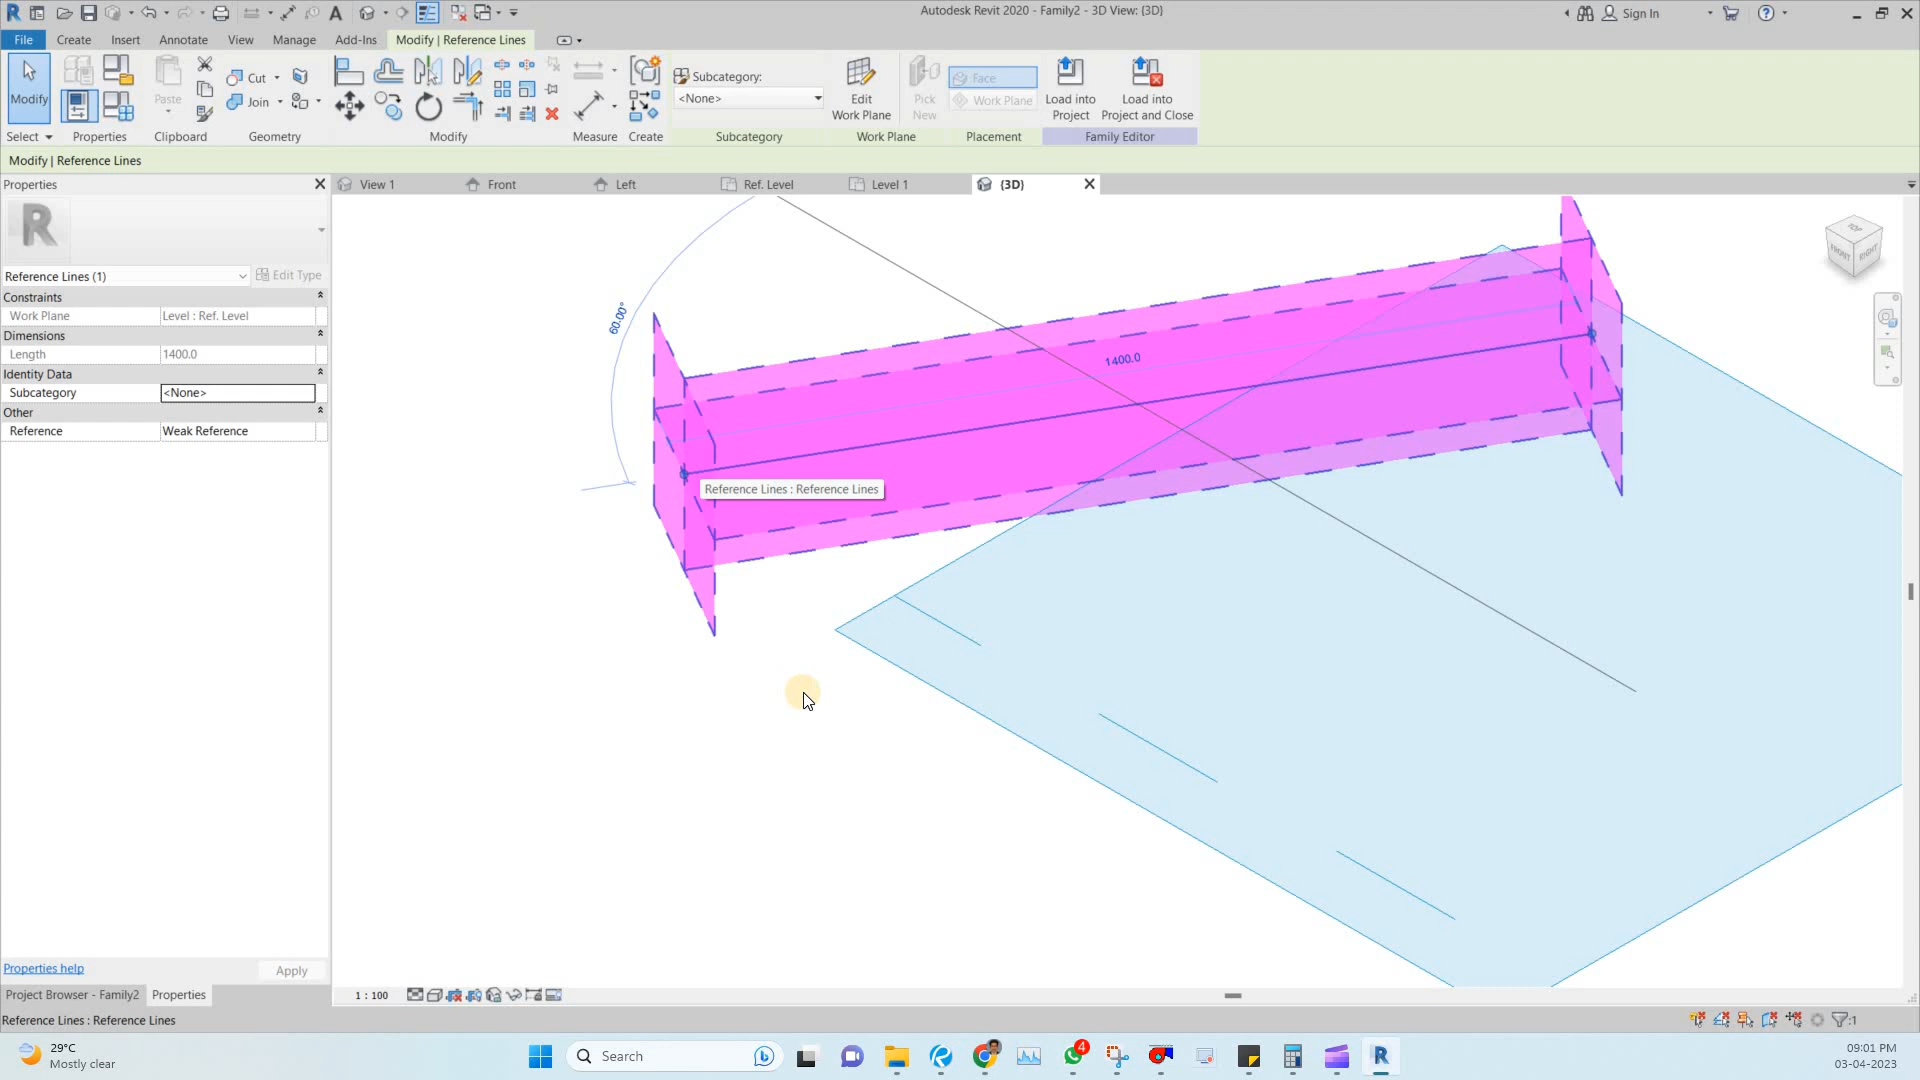 Autodesk Revit 2020 - Family2 - 3D View: {3D}
Sign In
File
Create
Insert
Annotate
View
Manage
Add-Ins
Modify | Reference Lines
Modify
Paste
Cut
Join
Subcategory:
<None>
Edit
Work Plane
Pick
New
Face
Work Plane
Load into
Project
Load into
Project and Close
Select
Properties
Clipboard
Geometry
Modify
Measure
Create
Subcategory
Work Plane
Placement
Family Editor
Modify | Reference Lines
Properties
View 1
Front
Left
Ref. Level
Level 1
{3D}
R
Reference Lines (1)
Edit Type
Constraints
Work Plane
Level : Ref. Level
Dimensions
Length
1400.0
Identity Data
Subcategory
<None>
Other
Reference
Weak Reference
60.00°
1400.0
Reference Lines : Reference Lines
TOP
FRONT
RIGHT
Properties help
Apply
Project Browser - Family2
Properties
1 : 100
Reference Lines : Reference Lines
:1
29°C
Mostly clear
Search
4
09:01 PM
03-04-2023